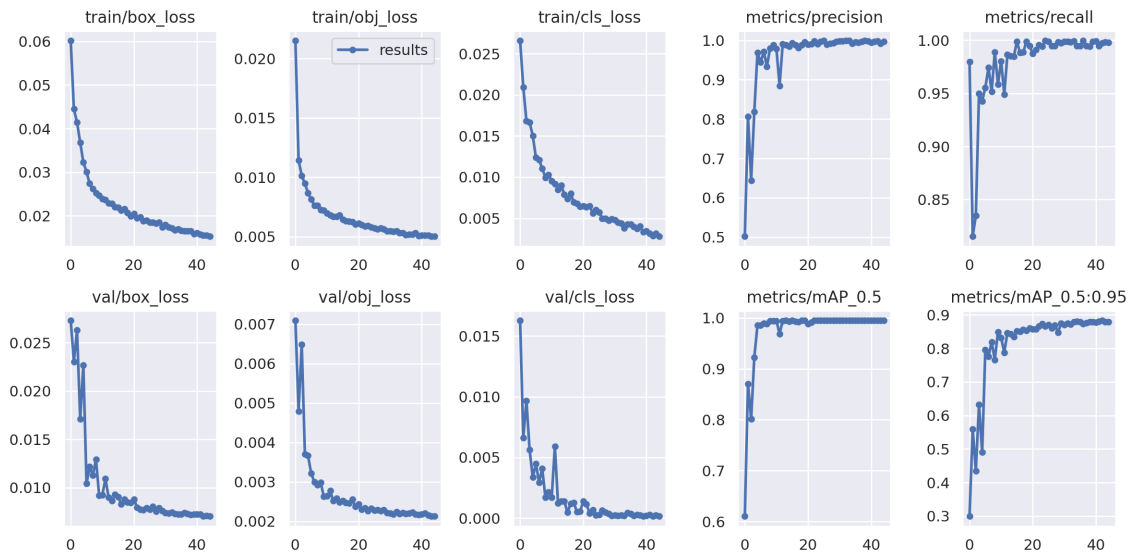 train/box_loss
train/obj_loss
train/cls_loss
metrics/precision
metrics/recall
results
0.06
0.05
0.04
0.03
0.02
0 20 40
0.020
0.015
0.010
0.005
0 20 40
0.025
0.020
0.015
0.010
0.005
0 20 40
1.0
0.9
0.8
0.7
0.6
0.5
0 20 40
1.00
0.95
0.90
0.85
0 20 40
val/box_loss
val/obj_loss
val/cls_loss
metrics/mAP_0.5
metrics/mAP_0.5:0.95
0.025
0.020
0.015
0.010
0 20 40
0.007
0.006
0.005
0.004
0.003
0.002
0 20 40
0.015
0.010
0.005
0.000
0 20 40
1.0
0.9
0.8
0.7
0.6
0 20 40
0.9
0.8
0.7
0.6
0.5
0.4
0.3
0 20 40